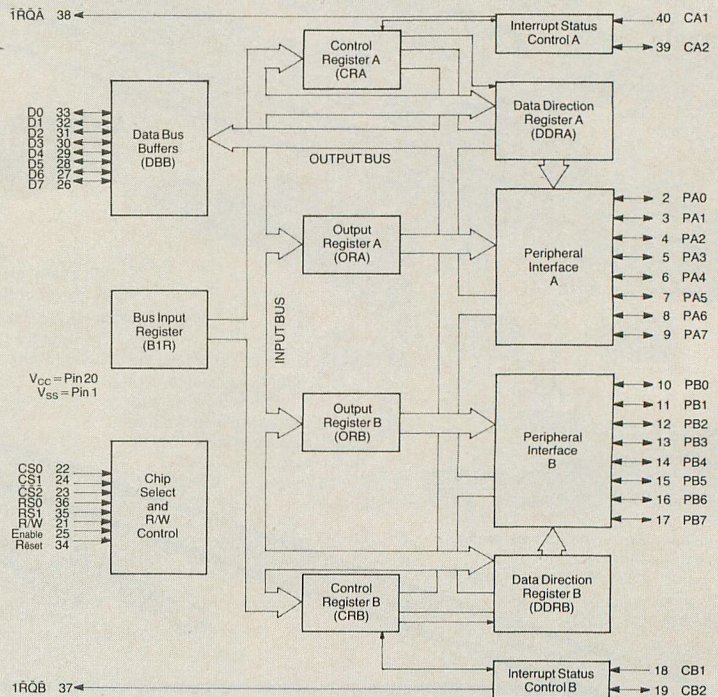 1RQA 38
Control
Register A
(CRA
Interrupt Status
Control A
40 CA1
39 CA2
D0 33
D1 32
D2 31
D3 30
D4 29
D5 28
D6 27
D7 26
Data Bus
Buffers
(DBB)
OUTPUT BUS
Data Direction
Register A
(DDRA)
Output
Register A
(ORA)
Peripheral
Interface
A
2 PA0
3 PA1
4 PA2
5 PA3
6 PA4
7 PA5
8 PA6
9 PA7
Bus Input
Register
(B1R)
INPUT BUS
VCC = Pin 20
VSS = Pin 1
Output
Register B
(ORB)
Peripheral
Interface
B
10 PB0
11 PB1
12 PB2
13 PB3
14 PB4
15 PB5
16 PB6
17 PB7
CS0 22
CS1 24
CS2 23
RS0 36
RS1 35
R/W 21
Enable 25
Reset 34
Chip
Select
and
R/W
Control
Control
Register B
(CRB)
Data Direction
Register B
(DDRB)
1RQB 37
Interrupt Status
Control B
18 CB1
19 CB2